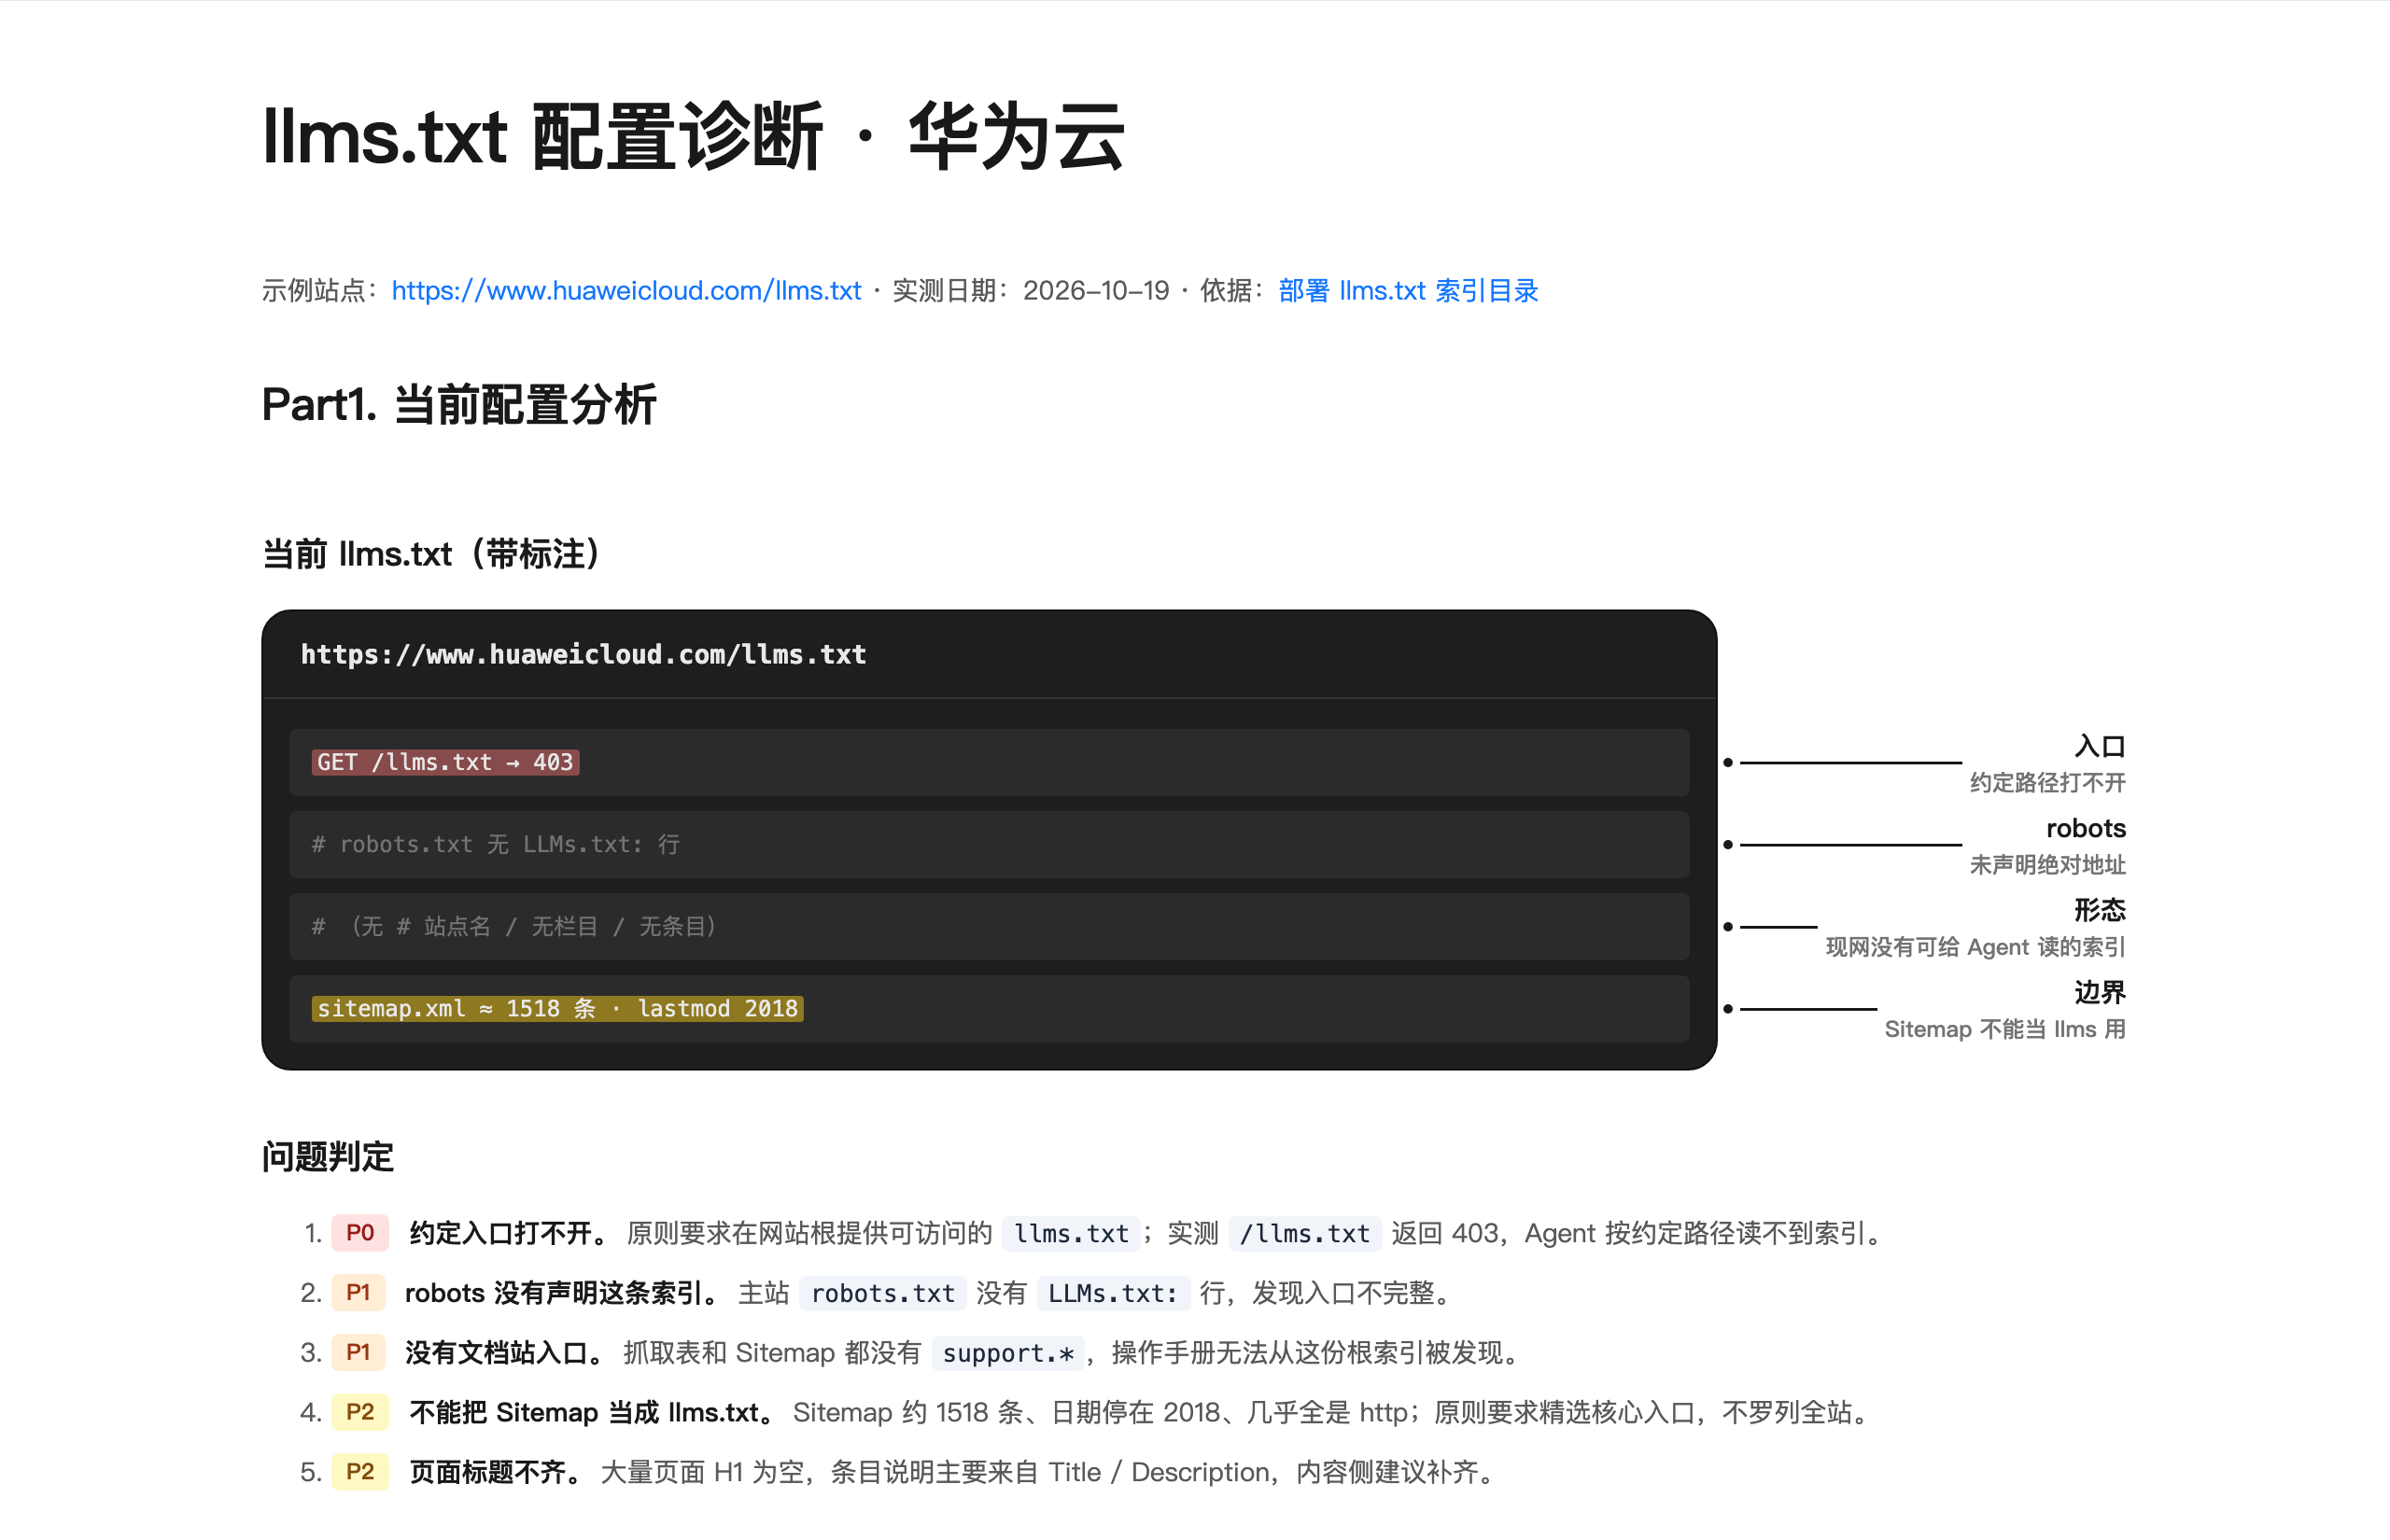 llms.txt 配置诊断 · 华为云
示例站点：https://www.huaweicloud.com/llms.txt · 实测日期：2026-10-19 · 依据：部署 llms.txt 索引目录
Part1. 当前配置分析
当前 llms.txt（带标注）
https://www.huaweicloud.com/llms.txt
GET /llms.txt → 403
入口
约定路径打不开
# robots.txt 无 LLMs.txt: 行
robots
未声明绝对地址
# （无 # 站点名 / 无栏目 / 无条目）
形态
现网没有可给 Agent 读的索引
sitemap.xml ≈ 1518 条 · lastmod 2018
边界
Sitemap 不能当 llms 用
问题判定
1. P0 约定入口打不开。 原则要求在网站根提供可访问的 llms.txt；实测 /llms.txt 返回 403，Agent 按约定路径读不到索引。
2. P1 robots 没有声明这条索引。 主站 robots.txt 没有 LLMs.txt: 行，发现入口不完整。
3. P1 没有文档站入口。 抓取表和 Sitemap 都没有 support.*，操作手册无法从这份根索引被发现。
4. P2 不能把 Sitemap 当成 llms.txt。 Sitemap 约 1518 条、日期停在 2018、几乎全是 http；原则要求精选核心入口，不罗列全站。
5. P2 页面标题不齐。 大量页面 H1 为空，条目说明主要来自 Title / Description，内容侧建议补齐。